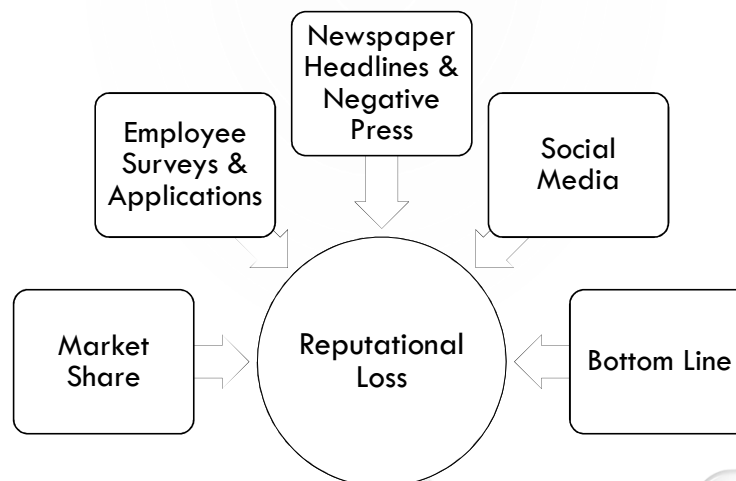 Newspaper
Headlines &
Negative
Press
Employee
Surveys &
Applications
Social
Media
Market
Share
Reputational
Loss
Bottom Line